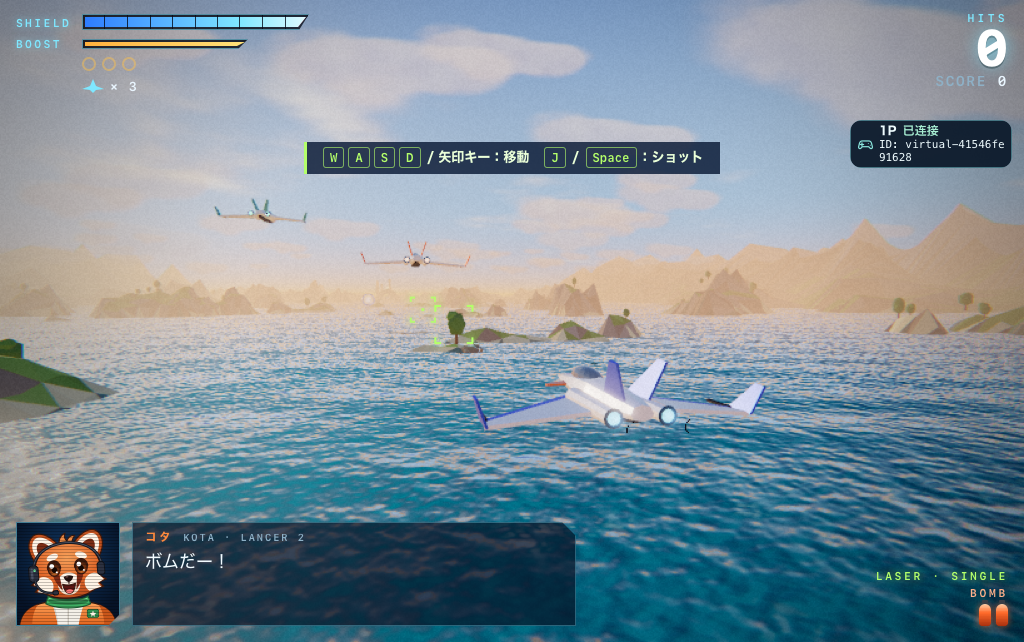 SHIELD
BOOST
× 3
HITS
0
SCORE 0
1P 已连接
ID: virtual-41546fe
91628
W A S D / 矢印キー：移動 J / Space：ショット
コタ KOTA · LANCER 2
ボムだー！
LASER · SINGLE
BOMB